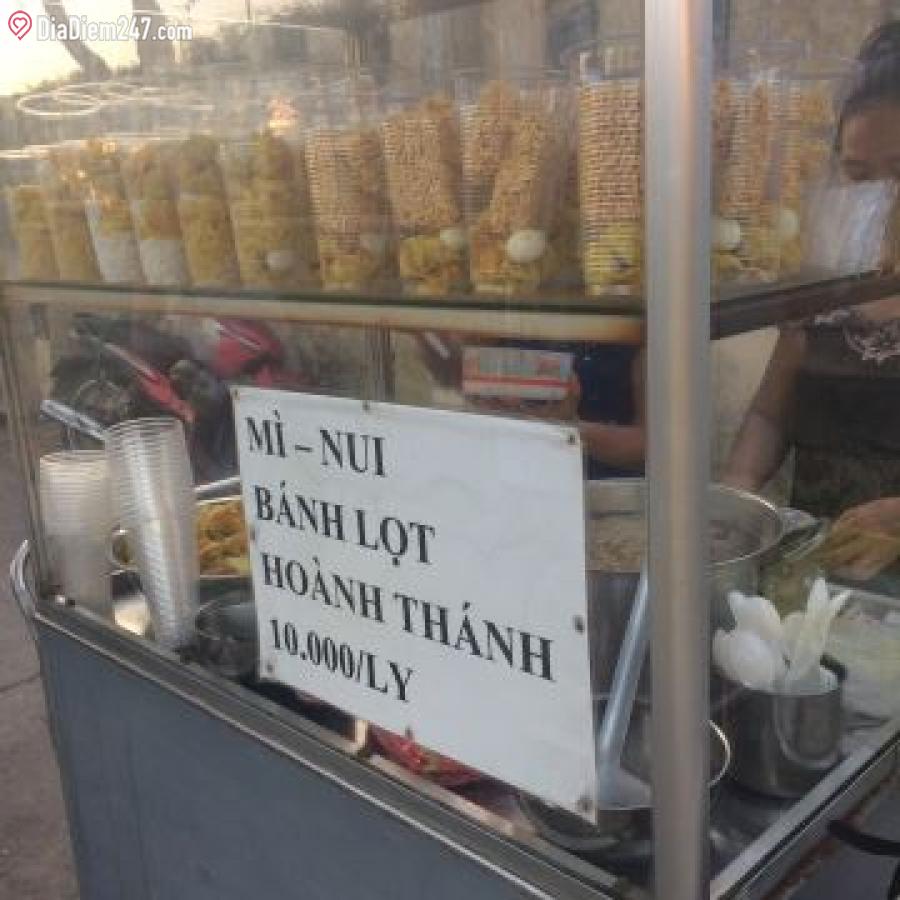 DiaDiem247.com
MÌ – NUI
BÁNH LỌT
HOÀNH THÁNH
10.000/LY